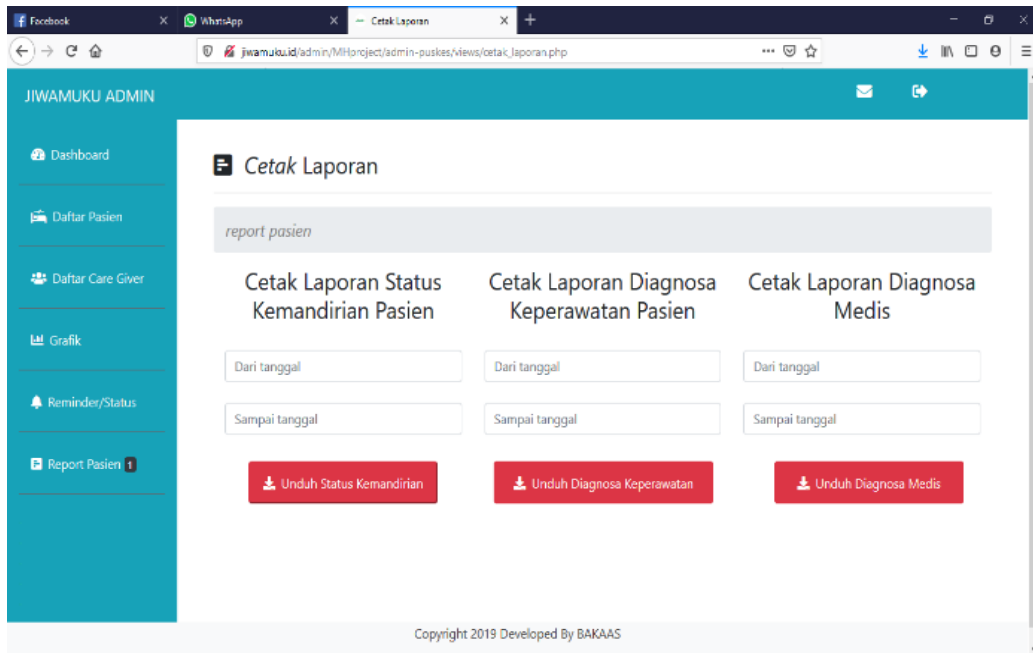 Facebook
WhatsApp
Cetak Laporan
jiwamuku.id/admin/MHproject/admin-puskes/views/cetak_laporan.php
JIWAMUKU ADMIN
Dashboard
Daftar Pasien
Daftar Care Giver
Grafik
Reminder/Status
Report Pasien 1
Cetak Laporan
report pasien
Cetak Laporan Status
Kemandirian Pasien
Dari tanggal
Sampai tanggal
Unduh Status Kemandirian
Cetak Laporan Diagnosa
Keperawatan Pasien
Dari tanggal
Sampai tanggal
Unduh Diagnosa Keperawatan
Cetak Laporan Diagnosa
Medis
Dari tanggal
Sampai tanggal
Unduh Diagnosa Medis
Copyright 2019 Developed By BAKAAS